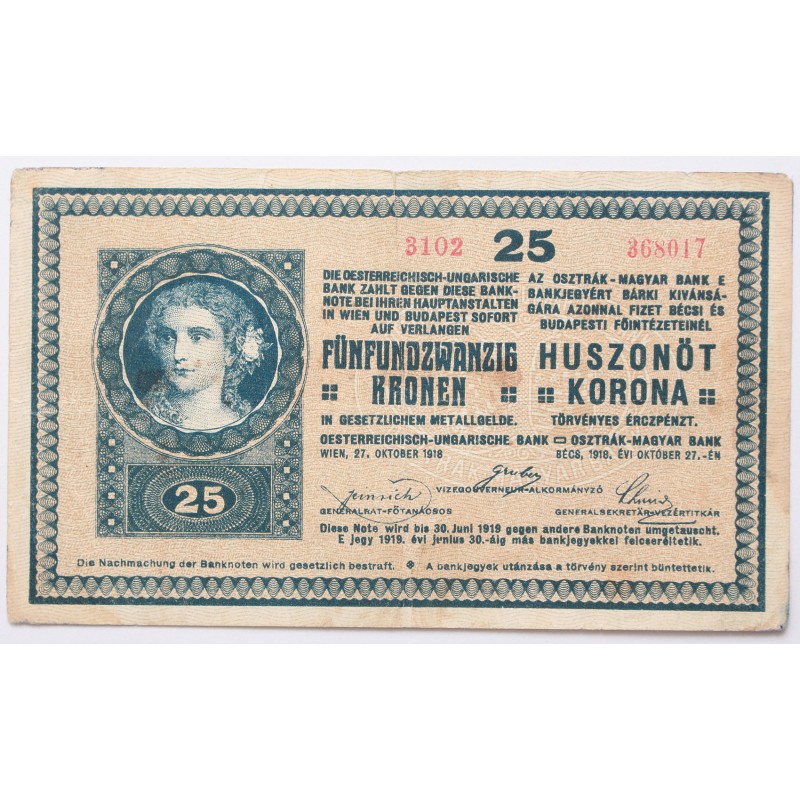 3102 25 368017
DIE OESTERREICHISCH-UNGARISCHE
BANK ZAHLT GEGEN DIESE BANK-
NOTE BEI IHREN HAUPTANSTALTEN
IN WIEN UND BUDAPEST SOFORT
AUF VERLANGEN
FÜNFUNDZWANZIG
KRONEN
IN GESETZLICHEM METALLGELDE.
OESTERREICHISCH-UNGARISCHE BANK
WIEN, 27. OKTOBER 1918
AZ OSZTRÁK-MAGYAR BANK E
BANKJEGYÉRT BÁRKI KIVÁNSÁ-
GÁRA AZONNAL FIZET BÉCSI ÉS
BUDAPESTI FŐINTÉZETEINÉL
HUSZONÖT
KORONA
TÖRVÉNYES ÉRCZPÉNZT.
OSZTRÁK-MAGYAR BANK
BÉCS, 1918. ÉVI OKTÓBER 27.-ÉN
25
Gruber
VIZEGOUVERNEUR-ALKORMÁNYZÓ
GENERALRAT-FŐTANÁCSOS
GENERALSEKRETÄR-VEZÉRTITKÁR
Diese Note wird bis 30. Juni 1919 gegen andere Banknoten umgetauscht.
E jegy 1919. évi junius 30.-áig más bankjegyekkel felcseréltetik.
Die Nachmachung der Banknoten wird gesetzlich bestraft. * A bankjegyek utánzása a törvény szerint büntettetik.